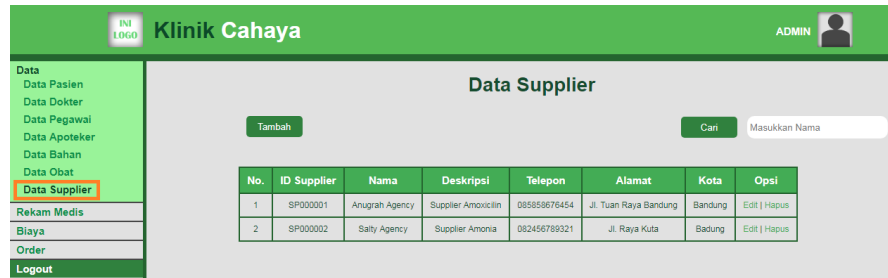 INI
LOGO
Klinik Cahaya
ADMIN
Data
Data Pasien
Data Dokter
Data Pegawai
Data Apoteker
Data Bahan
Data Obat
Data Supplier
Rekam Medis
Biaya
Order
Logout
Data Supplier
Tambah
Cari Masukkan Nama
No. ID Supplier Nama Deskripsi Telepon Alamat Kota Opsi
1 SP000001 Anugrah Agency Supplier Amoxicilin 085858676454 Jl. Tuan Raya Bandung Bandung Edit | Hapus
2 SP000002 Salty Agency Supplier Amonia 082456789321 Jl. Raya Kuta Badung Edit | Hapus